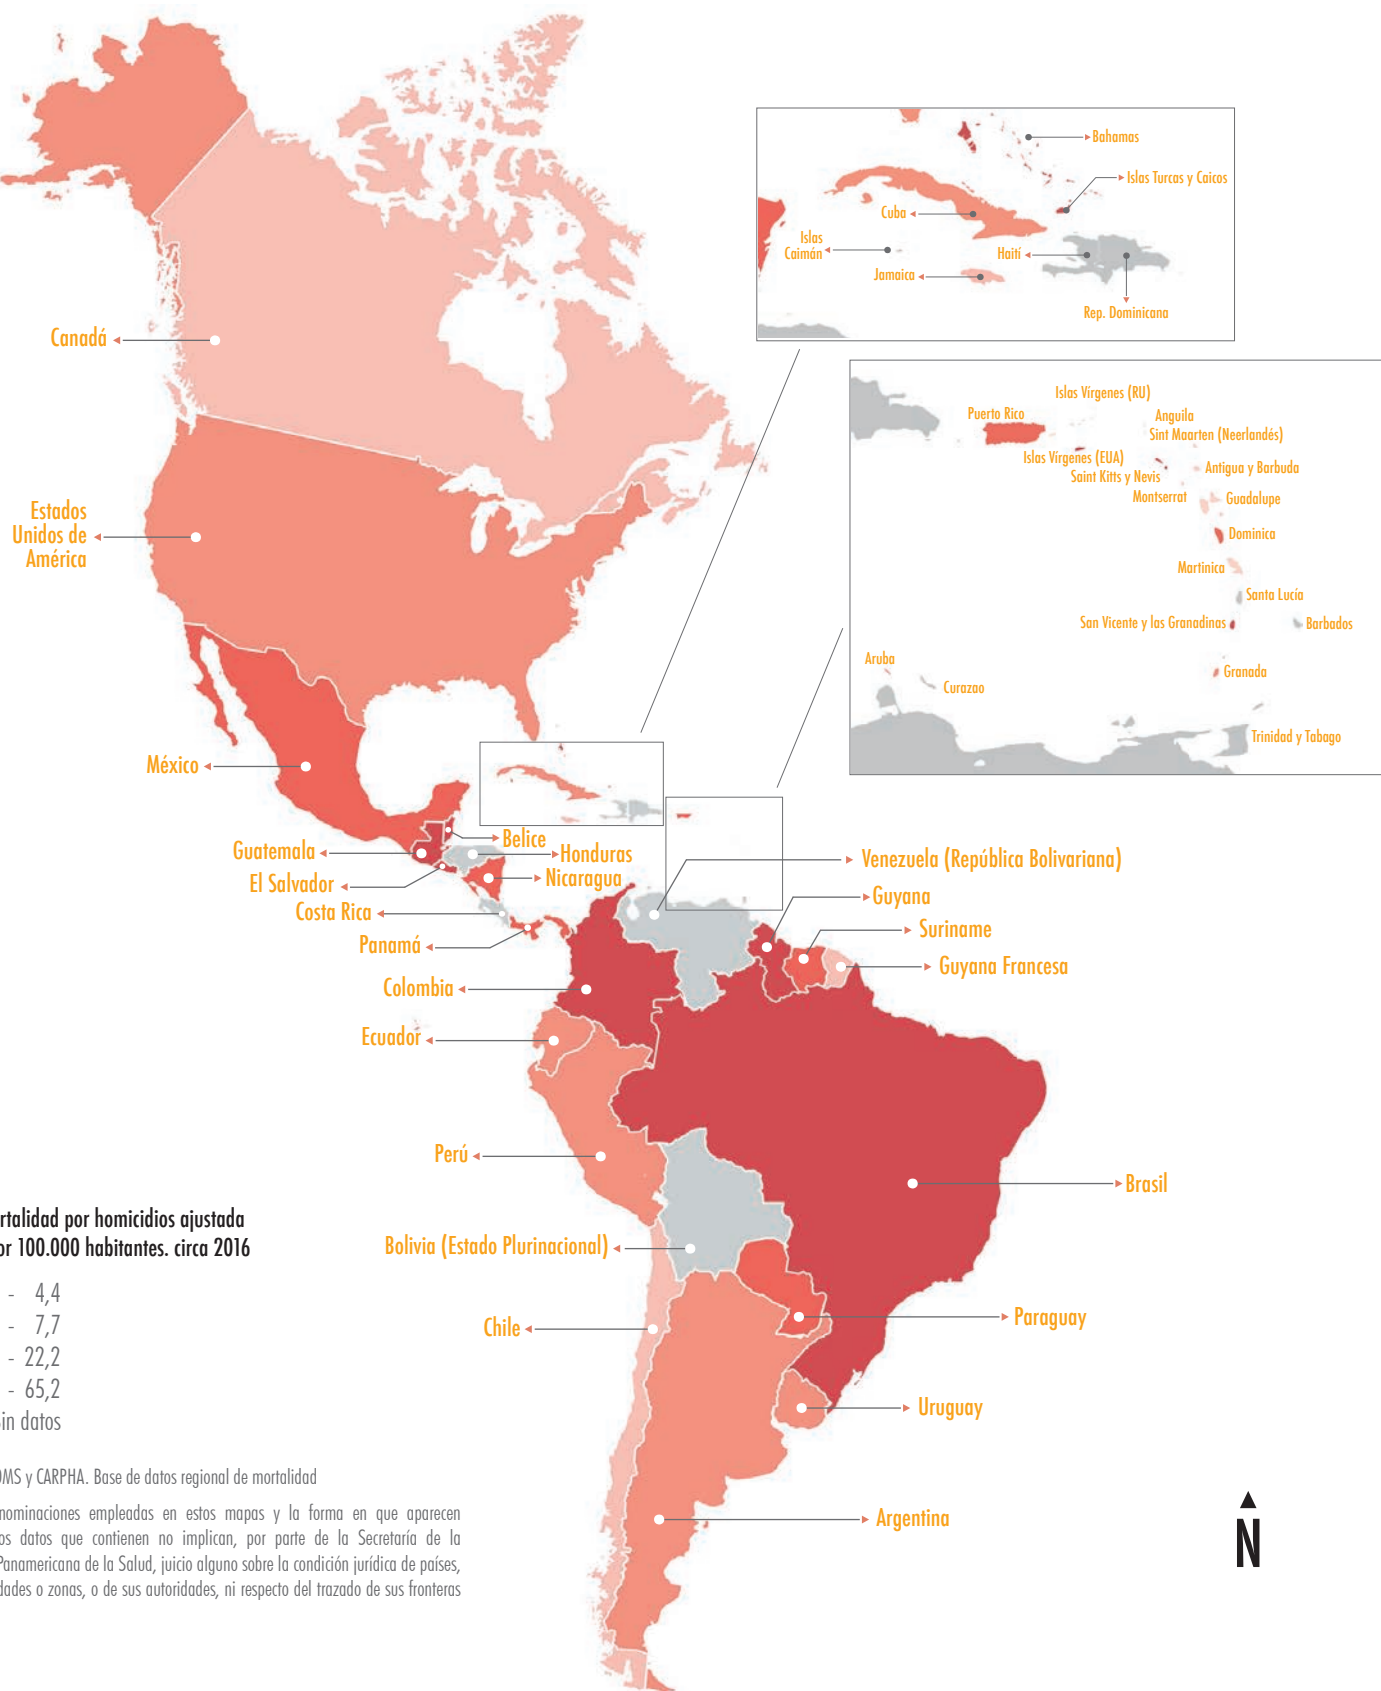 Bahamas
Islas Turcas y Caicos
Cuba
Islas
Caimán
Haití
Jamaica
Rep. Dominicana
Canadá
Islas Vírgenes (RU)
Puerto Rico
Anguila
Sint Maarten (Neerlandés)
Islas Vírgenes (EUA)
Antigua y Barbuda
Saint Kitts y Nevis
Montserrat
Guadalupe
Estados
Unidos de
América
Dominica
Martinica
Santa Lucía
San Vicente y las Granadinas
Barbados
Aruba
Granada
Curazao
Trinidad y Tabago
México
Belice
Guatemala
Honduras
Venezuela (República Bolivariana)
El Salvador
Nicaragua
Guyana
Costa Rica
Suriname
Panamá
Guyana Francesa
Colombia
Ecuador
Perú
Brasil
rtalidad por homicidios ajustada
or 100.000 habitantes. circa 2016
Bolivia (Estado Plurinacional)
- 4,4
- 7,7
- 22,2
- 65,2
Sin datos
Chile
Paraguay
Uruguay
OMS y CARPHA. Base de datos regional de mortalidad
nominaciones empleadas en estos mapas y la forma en que aparecen
os datos que contienen no implican, por parte de la Secretaría de la
Panamericana de la Salud, juicio alguno sobre la condición jurídica de países,
dades o zonas, o de sus autoridades, ni respecto del trazado de sus fronteras
Argentina
N